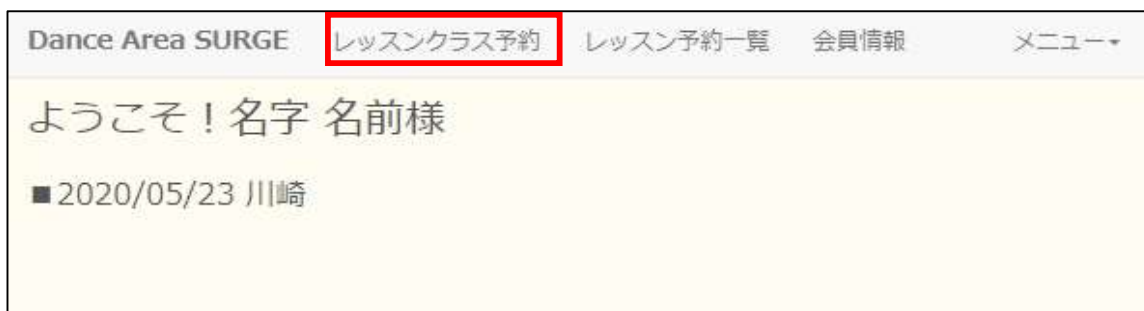 Dance Area SURGE レッスンクラス予約 レッスン予約一覧 会員情報 メニュー▾
ようこそ！名字 名前様
■2020/05/23 川崎